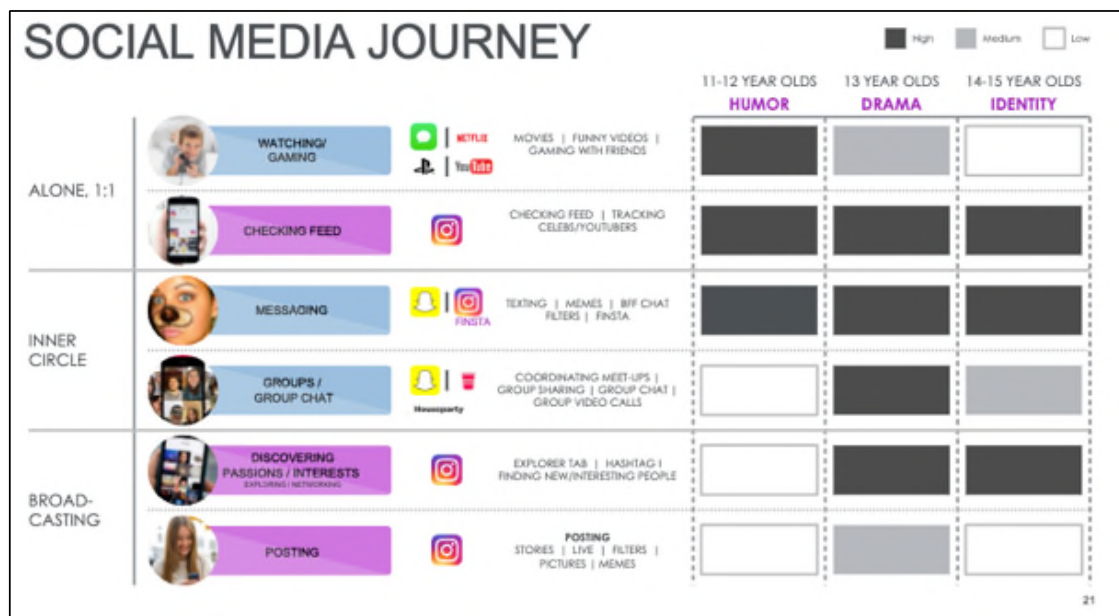 SOCIAL MEDIA JOURNEY
High
Medium
Low
11-12 YEAR OLDS
HUMOR
13 YEAR OLDS
DRAMA
14-15 YEAR OLDS
IDENTITY
ALONE, 1:1
WATCHING/
GAMING
NETFLIX
YouTube
MOVIES | FUNNY VIDEOS |
GAMING WITH FRIENDS
CHECKING FEED
CHECKING FEED | TRACKING
CELEBS/YOUTUBERS
INNER
CIRCLE
MESSAGING
FINSTA
TEXTING | MEMES | BFF CHAT
FILTERS | FINSTA
GROUPS /
GROUP CHAT
Houseparty
COORDINATING MEET-UPS |
GROUP SHARING | GROUP CHAT |
GROUP VIDEO CALLS
BROAD-
CASTING
DISCOVERING
PASSIONS / INTERESTS
EXPLORING / NETWORKING
EXPLORER TAB | HASHTAG I
FINDING NEW/INTERESTING PEOPLE
POSTING
POSTING
STORIES | LIVE | FILTERS |
PICTURES | MEMES
21